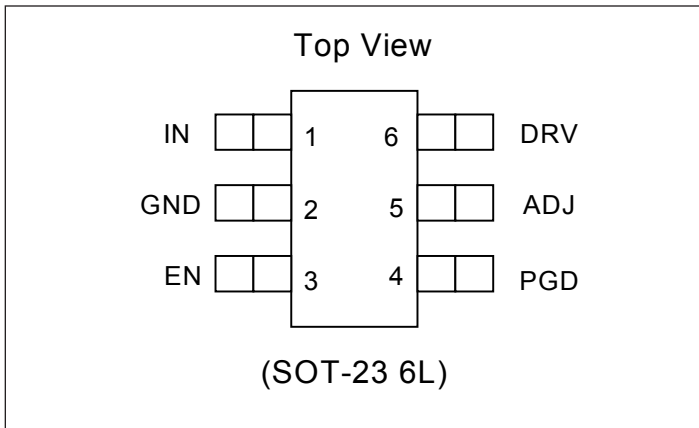 Top View
IN 1 6 DRV
GND 2 5 ADJ
EN 3 4 PGD
(SOT-23 6L)